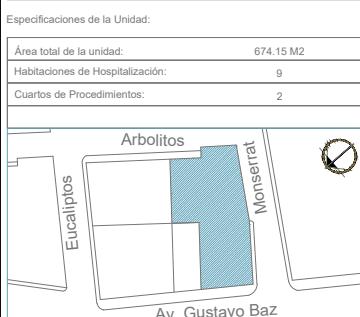 Especificaciones de la Unidad:
Área total de la unidad: 674.15 M2
Habitaciones de Hospitalización: 9
Cuartos de Procedimientos: 2
Arbolitos
Eucaliptos
Monserrat
Av. Gustavo Baz